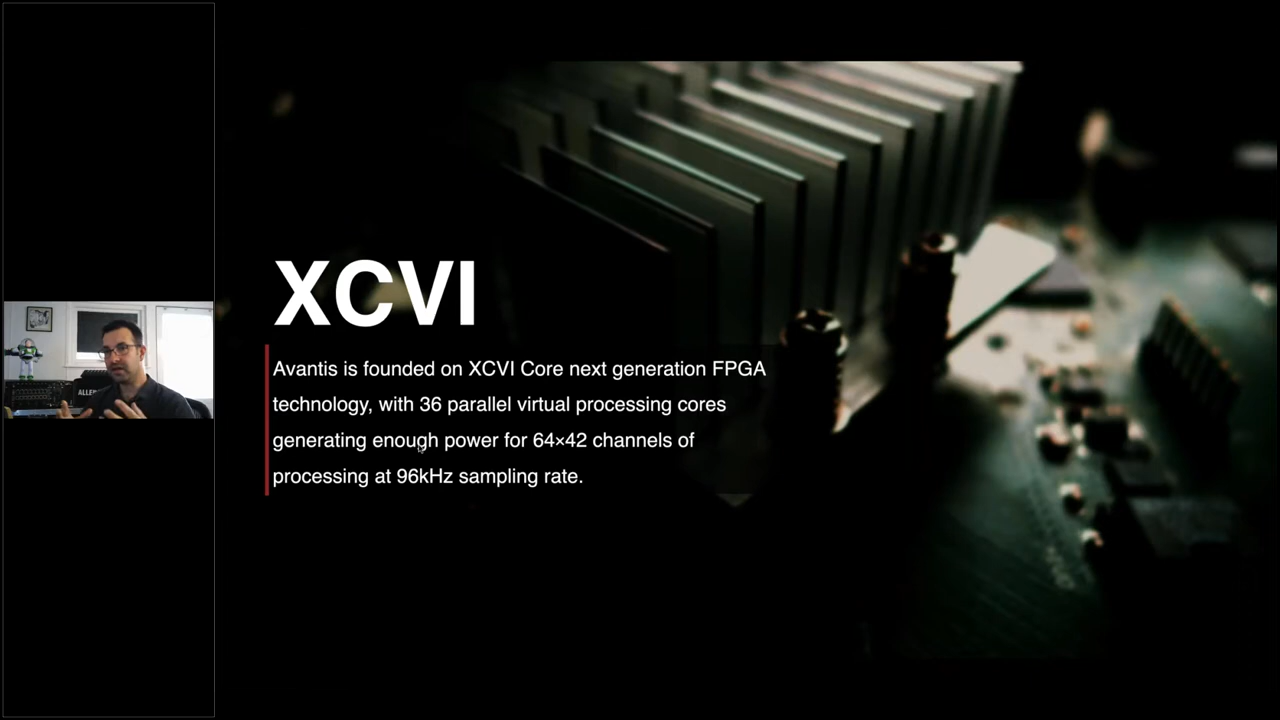 XCVI
Avantis is founded on XCVI Core next generation FPGA
technology, with 36 parallel virtual processing cores
generating enough power for 64×42 channels of
processing at 96kHz sampling rate.
ALLE